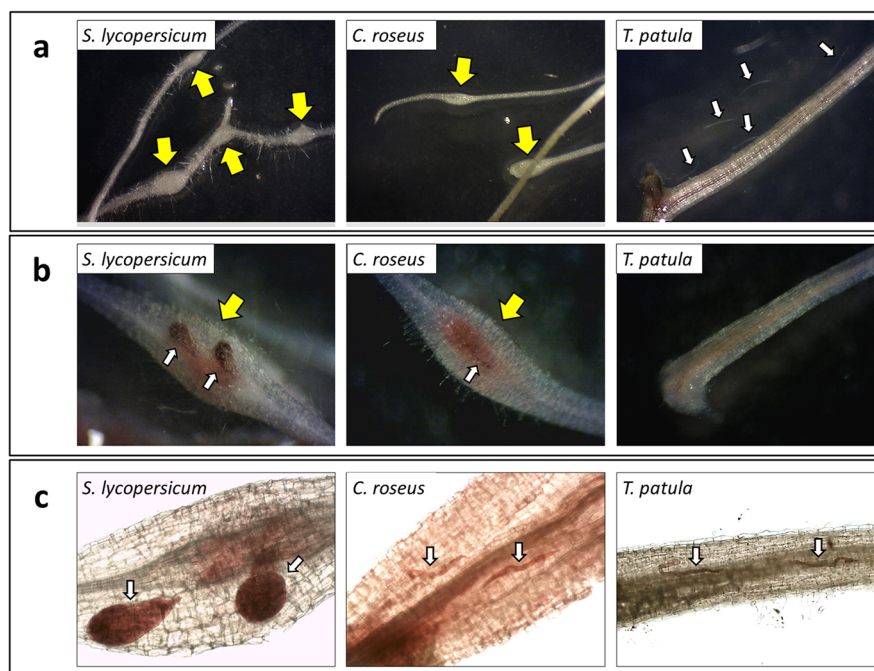 a
S. lycopersicum
C. roseus
T. patula
b
S. lycopersicum
C. roseus
T. patula
c
S. lycopersicum
C. roseus
T. patula